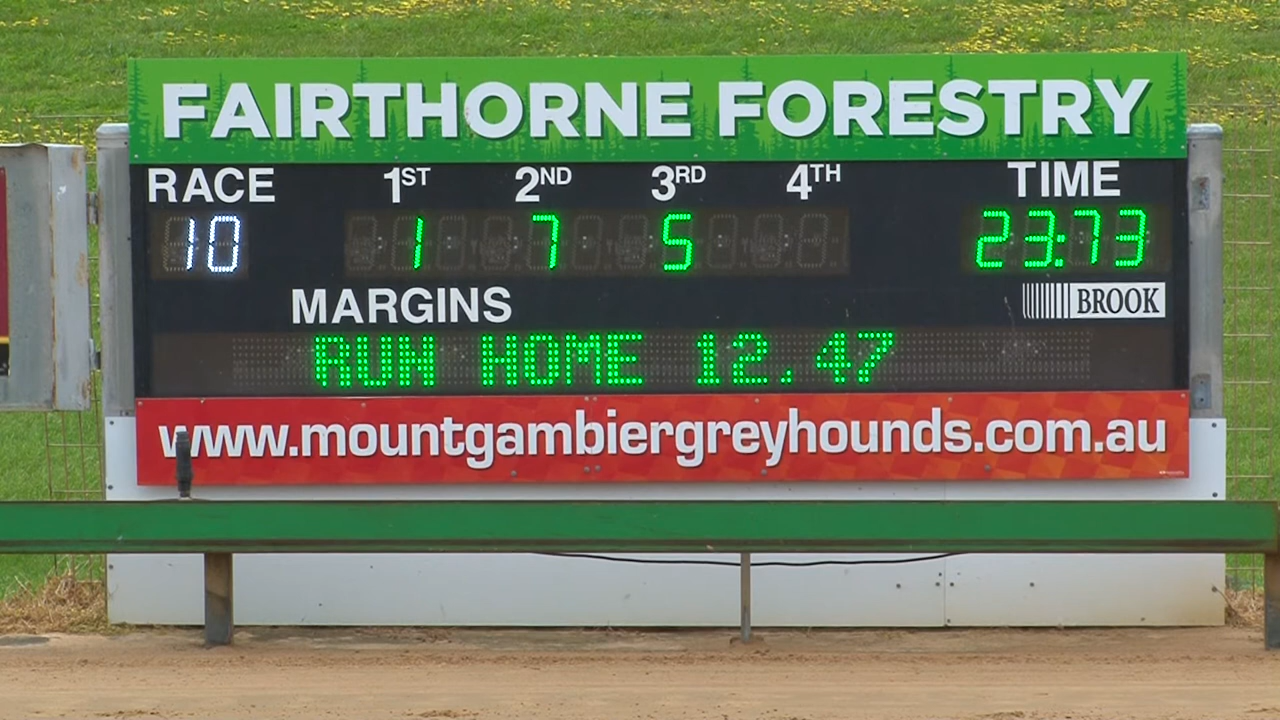 FAIRTHORNE FORESTRY
RACE 1ST 2ND 3RD 4TH TIME
10 1 7 5 23:73
MARGINS BROOK
RUN HOME 12.47
www.mountgambiergreyhounds.com.au